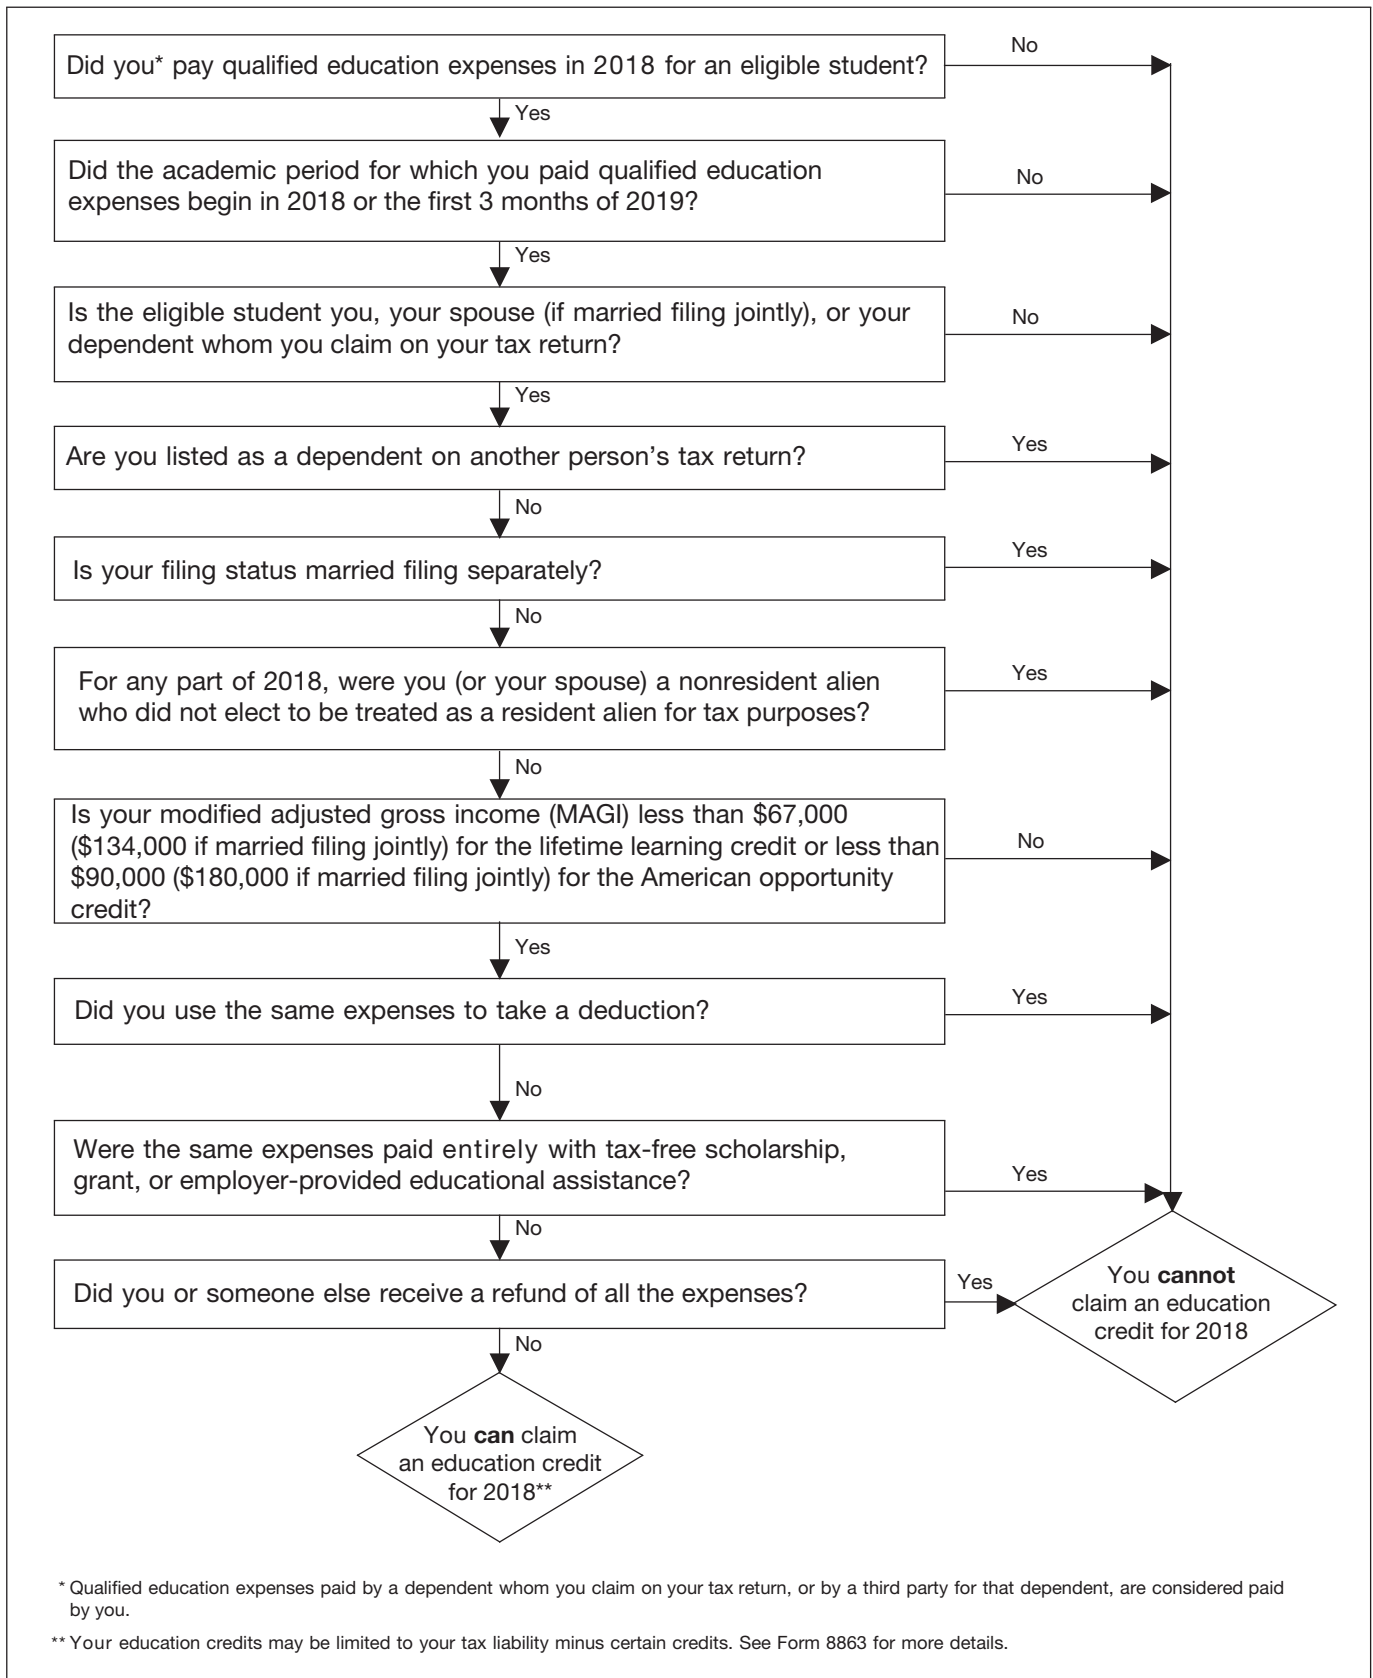 Did you* pay qualified education expenses in 2018 for an eligible student?
No
Yes
Did the academic period for which you paid qualified education
expenses begin in 2018 or the first 3 months of 2019?
No
Yes
Is the eligible student you, your spouse (if married filing jointly), or your
dependent whom you claim on your tax return?
No
Yes
Are you listed as a dependent on another person's tax return?
Yes
No
Is your filing status married filing separately?
Yes
No
For any part of 2018, were you (or your spouse) a nonresident alien
who did not elect to be treated as a resident alien for tax purposes?
Yes
No
Is your modified adjusted gross income (MAGI) less than $67,000
($134,000 if married filing jointly) for the lifetime learning credit or less than
$90,000 ($180,000 if married filing jointly) for the American opportunity
credit?
No
Yes
Did you use the same expenses to take a deduction?
Yes
No
Were the same expenses paid entirely with tax-free scholarship,
grant, or employer-provided educational assistance?
Yes
No
Did you or someone else receive a refund of all the expenses?
Yes
You cannot
claim an education
credit for 2018
No
You can claim
an education credit
for 2018**
* Qualified education expenses paid by a dependent whom you claim on your tax return, or by a third party for that dependent, are considered paid
by you.
** Your education credits may be limited to your tax liability minus certain credits. See Form 8863 for more details.